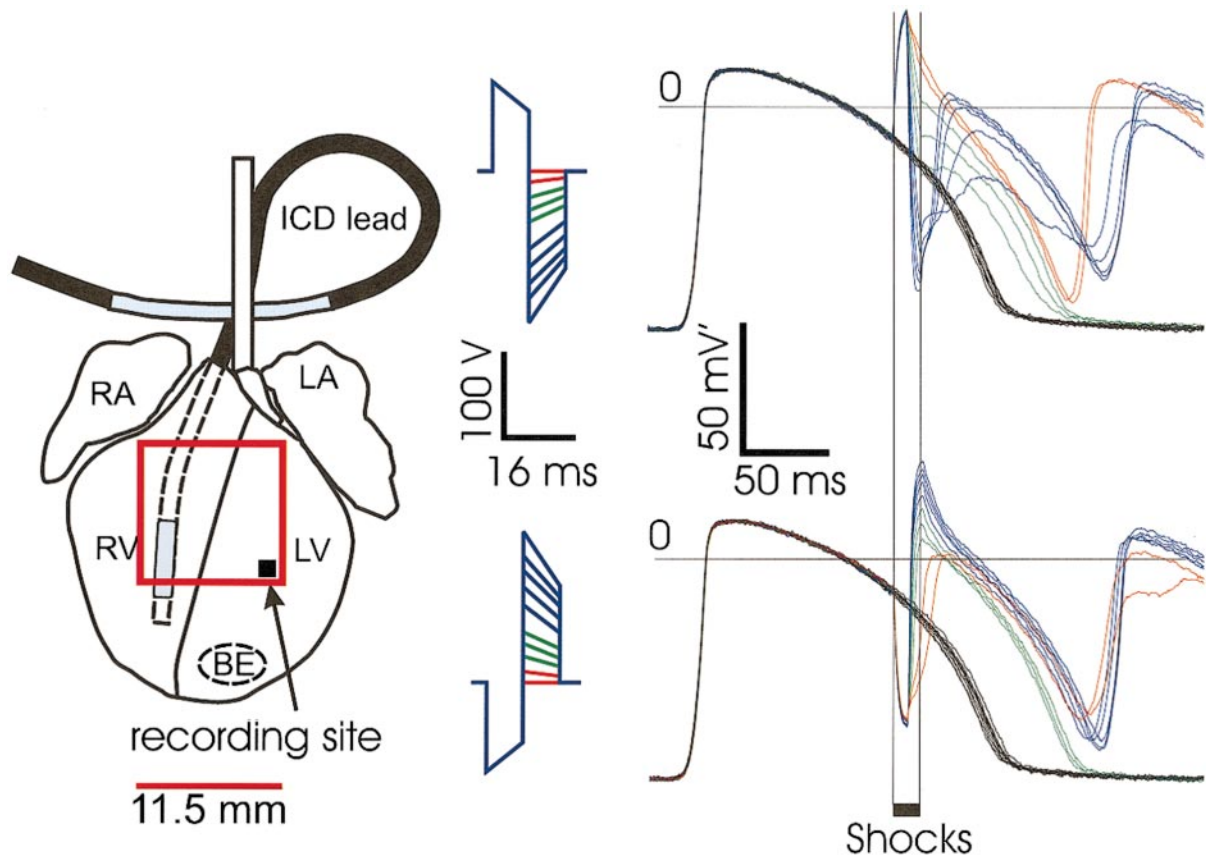 ICD lead
RA
LA
RV
LV
BE
recording site
11.5 mm
100 V
16 ms
0
50 mV"
50 ms
0
Shocks